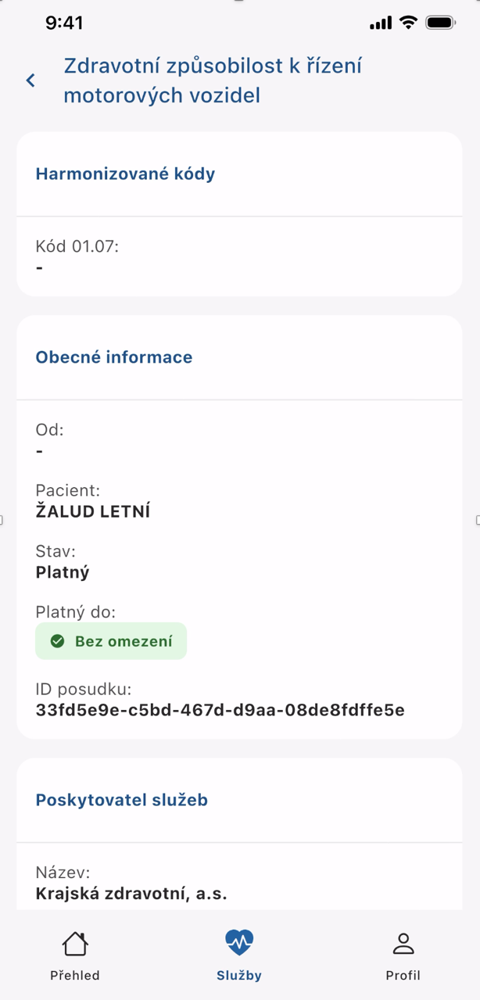 9:41
Zdravotní způsobilost k řízení
motorových vozidel
Harmonizované kódy
Kód 01.07:
-
Obecné informace
Od:
-
Pacient:
ŽALUD LETNÍ
Stav:
Platný
Platný do:
Bez omezení
ID posudku:
33fd5e9e-c5bd-467d-d9aa-08de8fdffe5e
Poskytovatel služeb
Název:
Krajská zdravotní, a.s.
Přehled
Služby
Profil